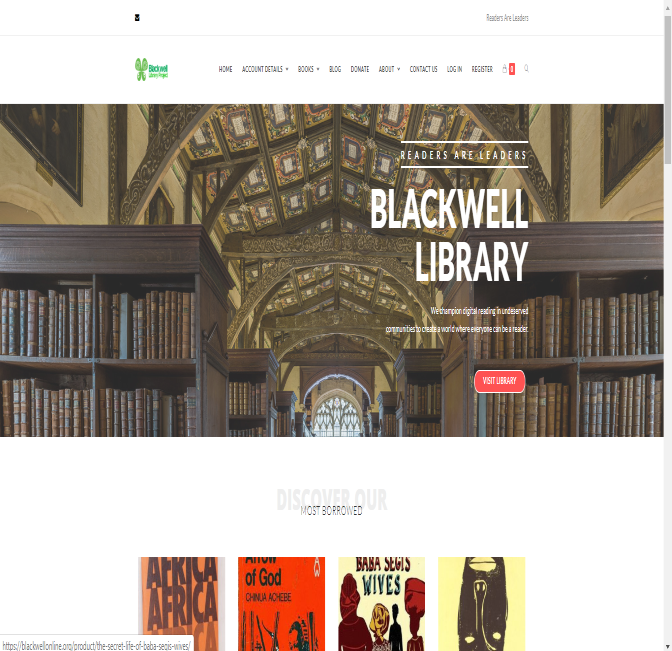 Readers Are Leaders
Blackwell
Library Project
HOME ACCOUNT DETAILS BOOKS BLOG DONATE ABOUT CONTACT US LOG IN REGISTER 0
READERS ARE LEADERS
BLACKWELL
LIBRARY
We champion digital reading in undeserved
communities to create a world where everyone can be a reader.
VISIT LIBRARY
DISCOVER OUR
MOST BORROWED
AFRICA
AFRICA
Arrow
of God
CHINUA ACHEBE
BABA SEGI'S
WIVES
https://blackwellonline.org/product/the-secret-life-of-baba-segis-wives/